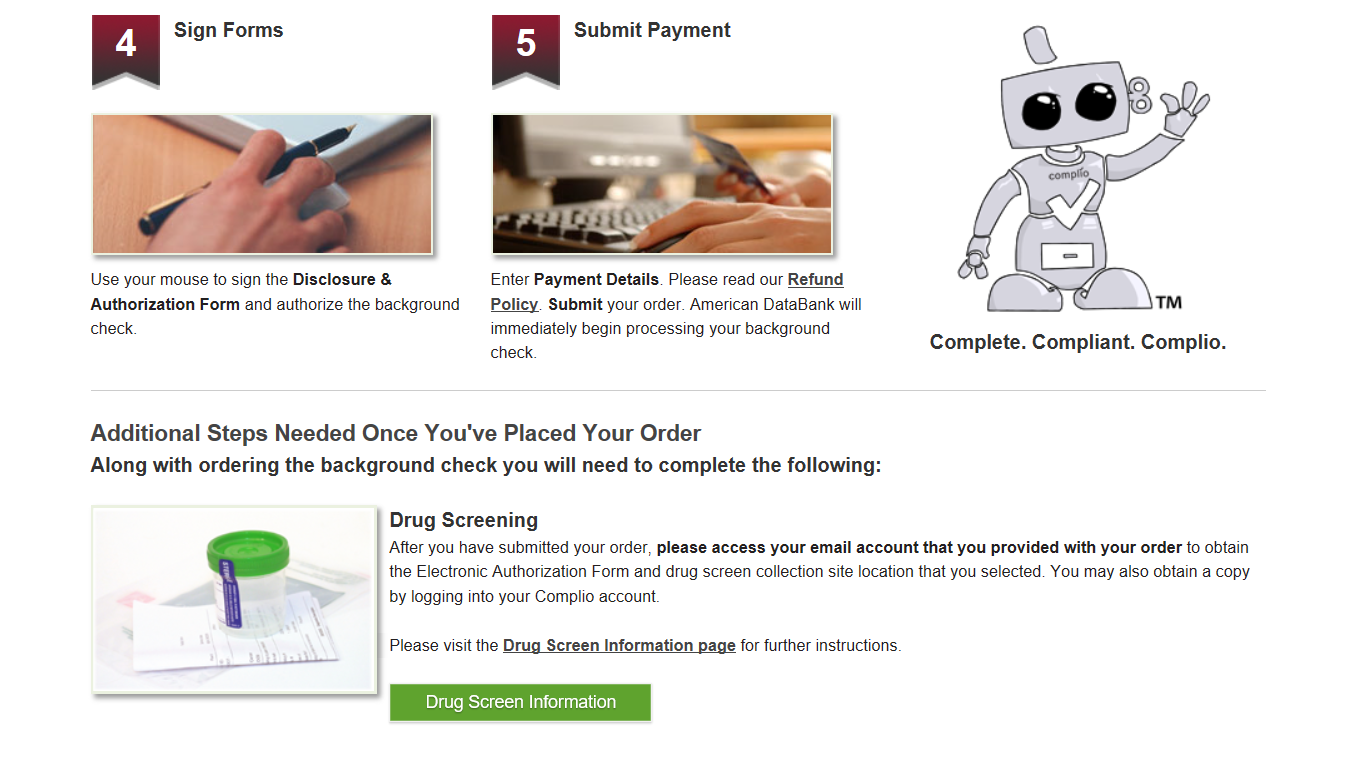 4
Sign Forms
Use your mouse to sign the Disclosure &
Authorization Form and authorize the background
check.
5
Submit Payment
Enter Payment Details. Please read our Refund
Policy. Submit your order. American DataBank will
immediately begin processing your background
check.
complio
TM
Complete. Compliant. Complio.
Additional Steps Needed Once You've Placed Your Order
Along with ordering the background check you will need to complete the following:
Drug Screening
After you have submitted your order, please access your email account that you provided with your order to obtain
the Electronic Authorization Form and drug screen collection site location that you selected. You may also obtain a copy
by logging into your Complio account.
Please visit the Drug Screen Information page for further instructions.
Drug Screen Information